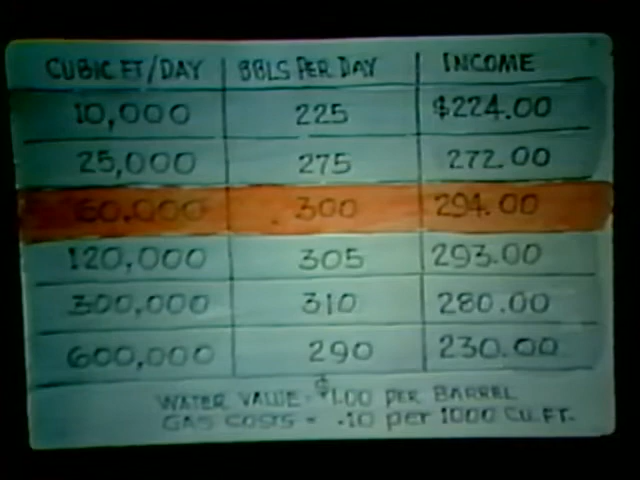 CUBIC FT/DAY BBLS PER DAY INCOME
10,000 225 $224.00
25,000 275 272.00
60,000 300 294.00
120,000 305 293.00
300,000 310 280.00
600,000 290 230.00
WATER VALUE = $1.00 PER BARREL
GAS COSTS = .10 per 1000 CU.FT.